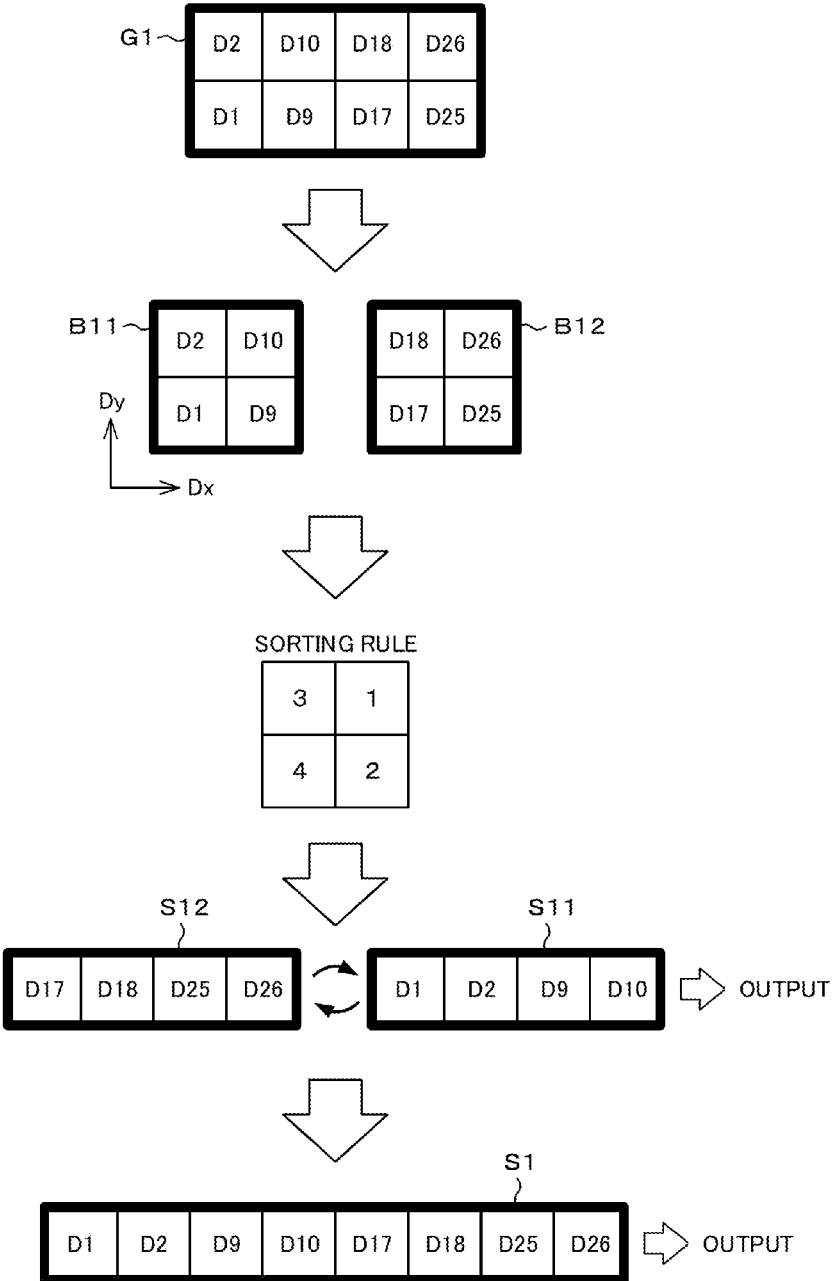 G1
D2 D10 D18 D26
D1 D9 D17 D25
B11
D2 D10
D1 D9
D18 D26
D17 D25
B12
Dy
Dx
SORTING RULE
3 1
4 2
S12
S11
D17 D18 D25 D26
D1 D2 D9 D10
OUTPUT
S1
D1 D2 D9 D10 D17 D18 D25 D26
OUTPUT